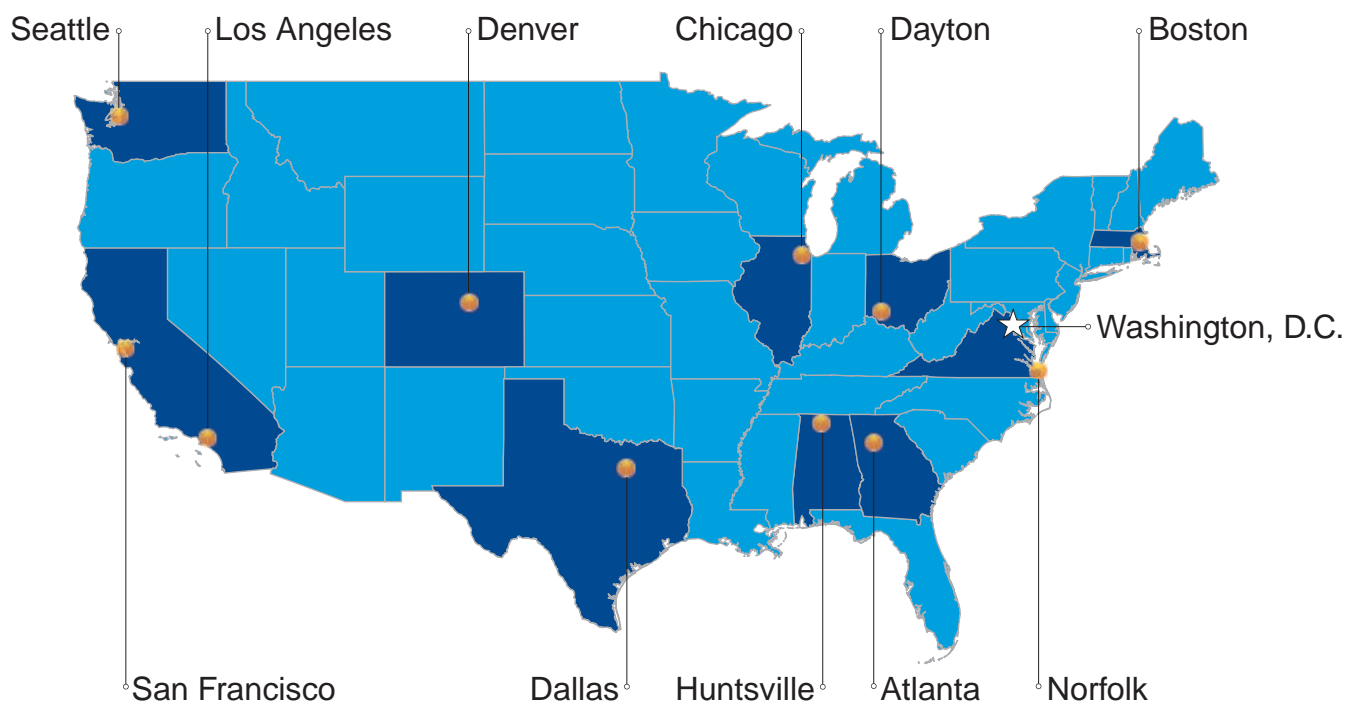 Seattle
Los Angeles
Denver
Chicago
Dayton
Boston
Washington, D.C.
San Francisco
Dallas
Huntsville
Atlanta
Norfolk